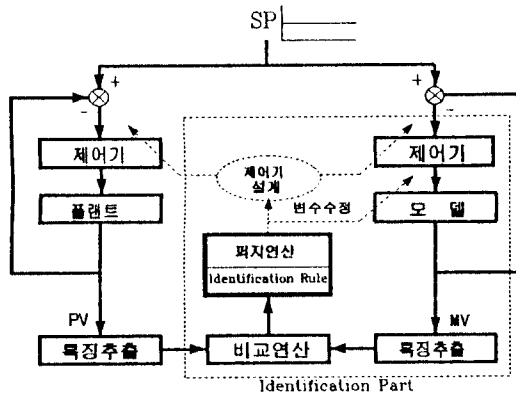 SP
+
+
-
-
제어기
제어기
제어기
설계
플랜트
변수수정
모 델
퍼지연산
Identification Rule
PV
MV
특징추출
비교연산
특징추출
Identification Part